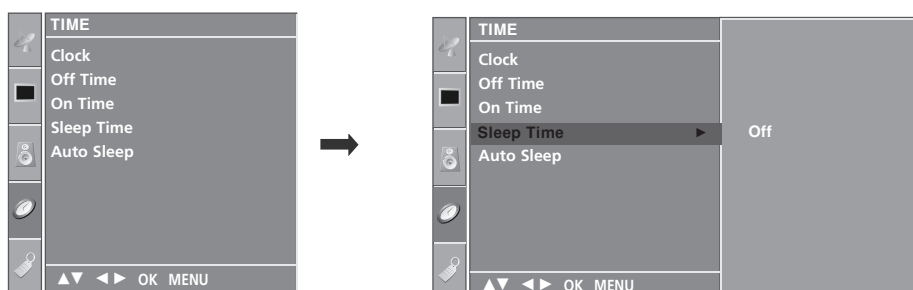 TIME
Clock
Off Time
On Time
Sleep Time
Auto Sleep
▲▼ ◄► OK MENU
TIME
Clock
Off Time
On Time
Sleep Time ► Off
Auto Sleep
▲▼ ◄► OK MENU